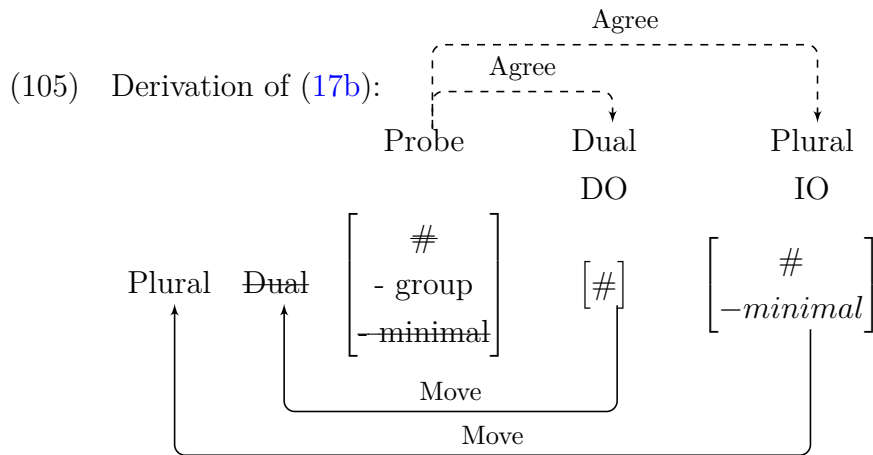 Agree
Agree
(105) Derivation of (17b):
Probe Dual Plural
DO IO
#
- group
- minimal
Plural Dual
[#]
#
−minimal
Move
Move